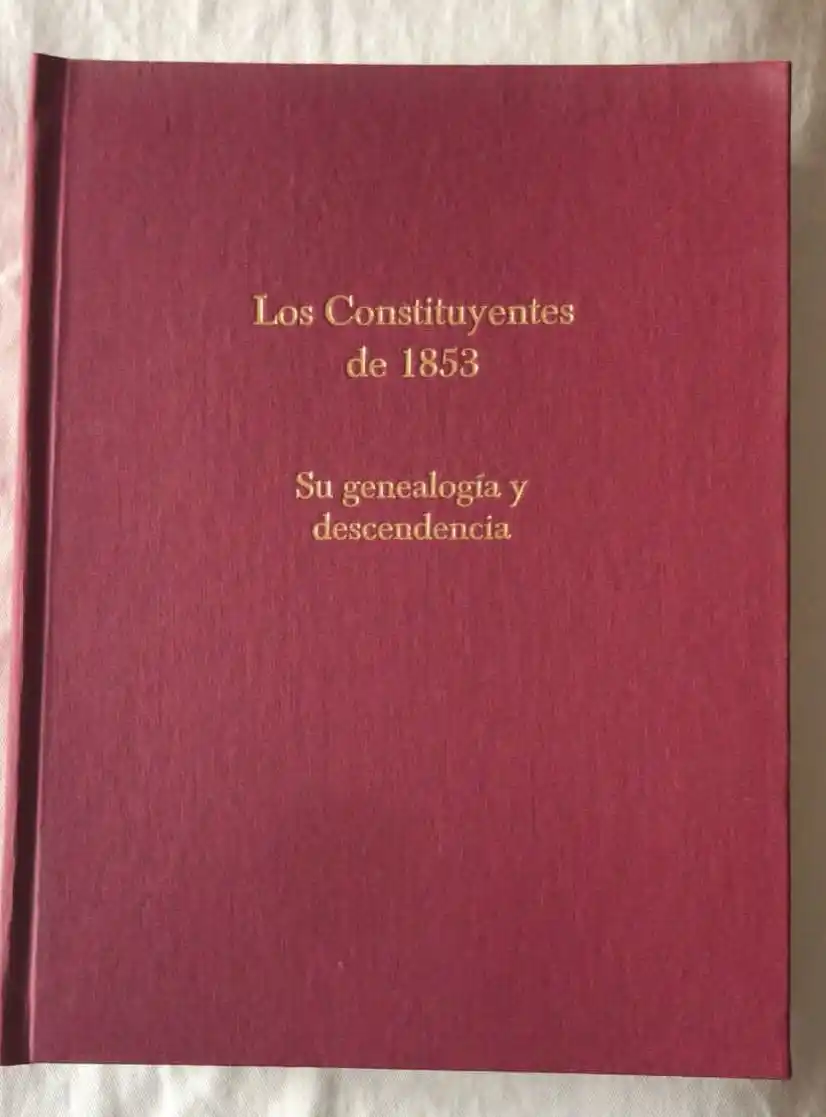 Los Constituyentes
de 1853
Su genealogía y
descendencia